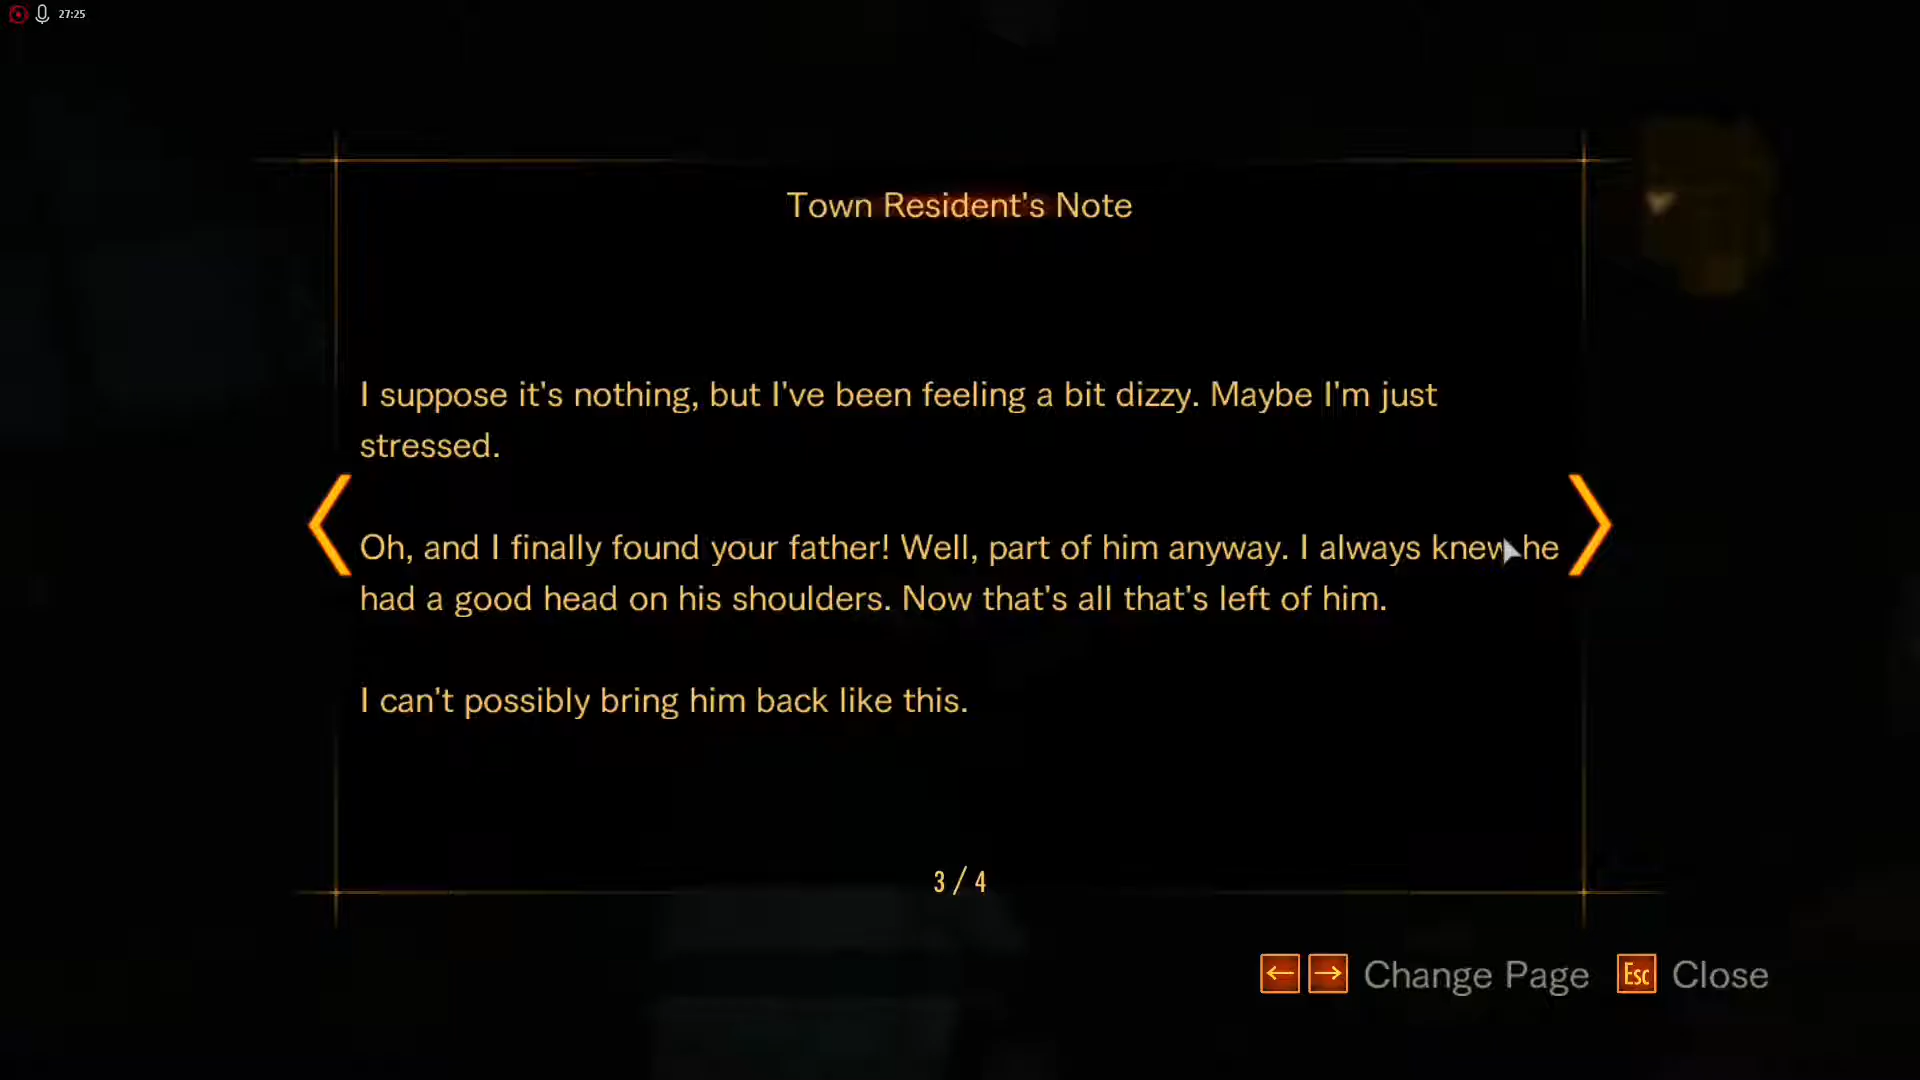 27:25
Town Resident's Note
I suppose it's nothing, but I've been feeling a bit dizzy. Maybe I'm just
stressed.
Oh, and I finally found your father! Well, part of him anyway. I always knew he
had a good head on his shoulders. Now that's all that's left of him.
I can't possibly bring him back like this.
3 / 4
← → Change Page Esc Close